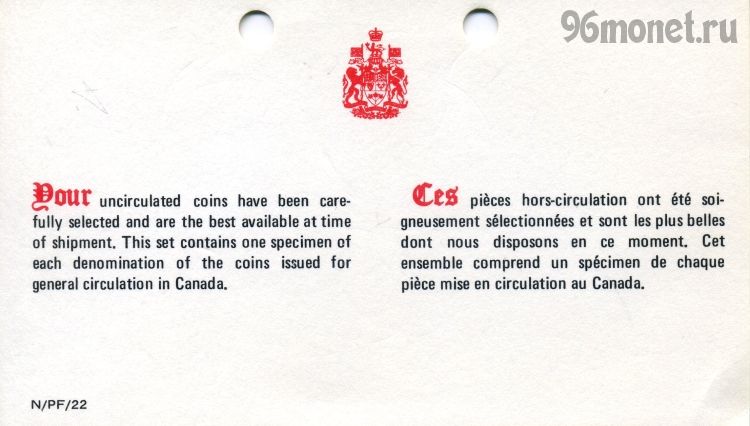 96monet.ru
Your uncirculated coins have been care-
fully selected and are the best available at time
of shipment. This set contains one specimen of
each denomination of the coins issued for
general circulation in Canada.
Ces pièces hors-circulation ont été soi-
gneusement sélectionnées et sont les plus belles
dont nous disposons en ce moment. Cet
ensemble comprend un spécimen de chaque
pièce mise en circulation au Canada.
N/PF/22